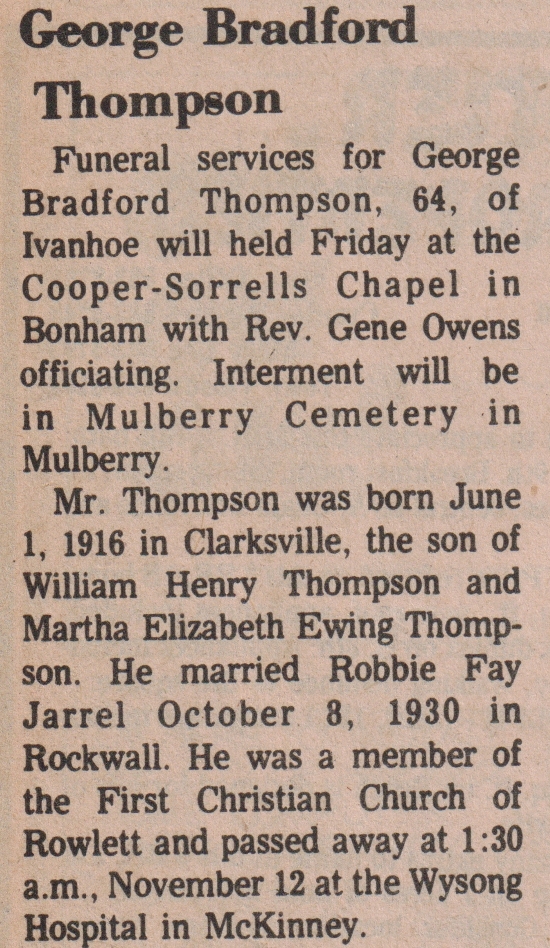 George Bradford
Thompson
Funeral services for George
Bradford Thompson, 64, of
Ivanhoe will held Friday at the
Cooper-Sorrells Chapel in
Bonham with Rev. Gene Owens
officiating. Interment will be
in Mulberry Cemetery in
Mulberry.
Mr. Thompson was born June
1, 1916 in Clarksville, the son of
William Henry Thompson and
Martha Elizabeth Ewing Thomp-
son. He married Robbie Fay
Jarrel October 8, 1930 in
Rockwall. He was a member of
the First Christian Church of
Rowlett and passed away at 1:30
a.m., November 12 at the Wysong
Hospital in McKinney.